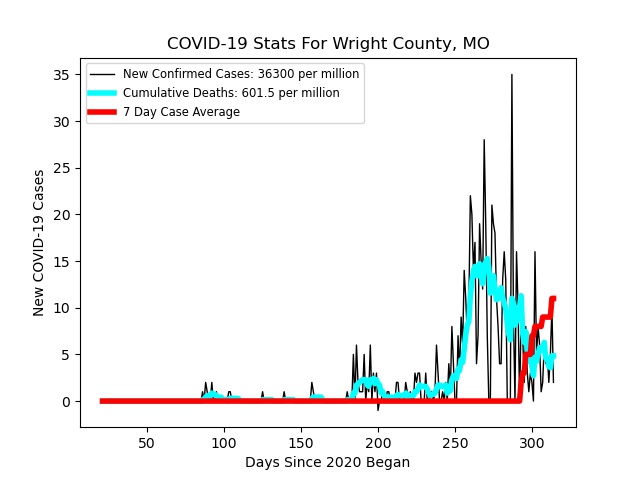 COVID-19 Stats For Wright County, MO
New Confirmed Cases: 36300 per million
Cumulative Deaths: 601.5 per million
7 Day Case Average
35
30
25
20
15
10
5
0
New COVID-19 Cases
50 100 150 200 250 300
Days Since 2020 Began